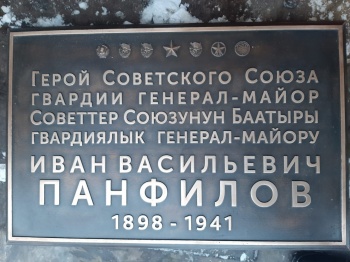 Герой Советского Союза
гвардии генерал-майор
Советтер Союзунун Баатыры
гвардиялык генерал-майору
ИВАН ВАСИЛЬЕВИЧ
ПАНФИЛОВ
1898 - 1941